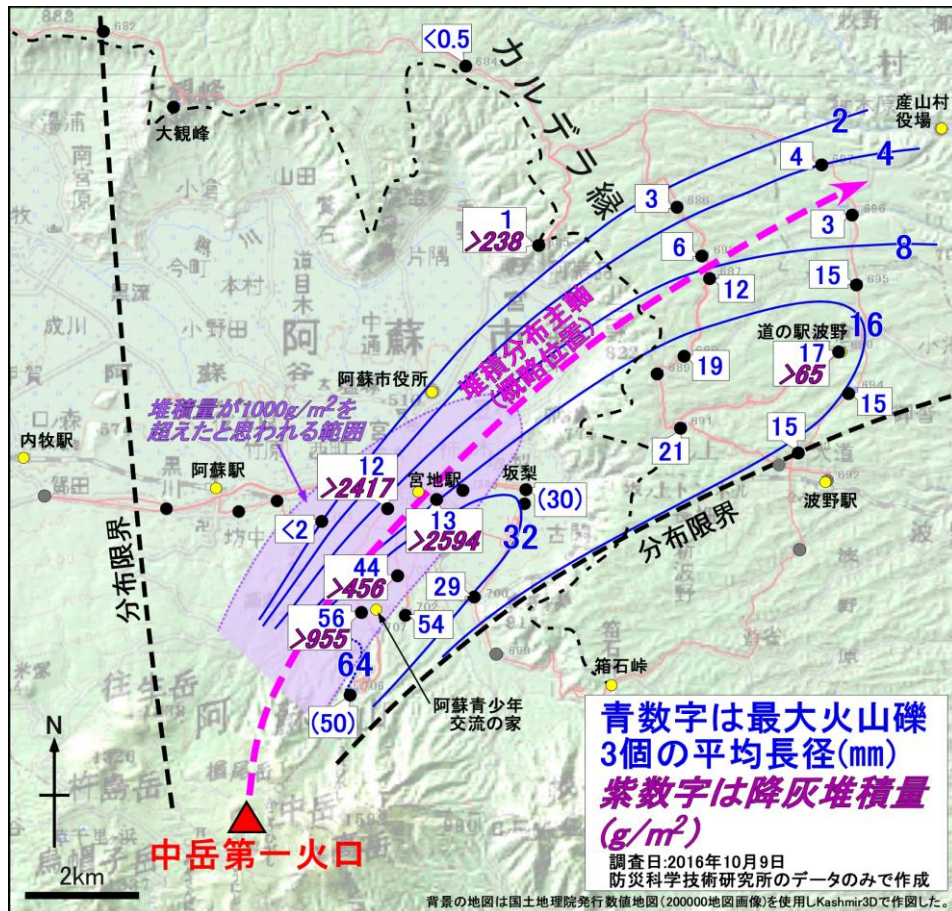 <0.5
カルデラ縁
大観峰
産山村
役場
2
4
4
3
3
1
>238
6
8
12
15
堆積分布主軸
(概略位置)
16
道の駅波野
17
>65
19
阿蘇市役所
堆積量が1000g/m²を
超えたと思われる範囲
15
21
15
内牧駅
阿蘇駅
12
>2417
宮地駅
坂梨
(30)
波野駅
<2
13
>2594
32
分布限界
分布限界
44
>456
29
56
>955
54
64
箱石峠
(50)
阿蘇青少年
交流の家
N
中岳第一火口
2km
青数字は最大火山礫
3個の平均長径(mm)
紫数字は降灰堆積量
(g/m²)
調査日:2016年10月9日
防災科学技術研究所のデータのみで作成
背景の地図は国土地理院発行数値地図(200000地図画像)を使用しKashmir3Dで作図した。